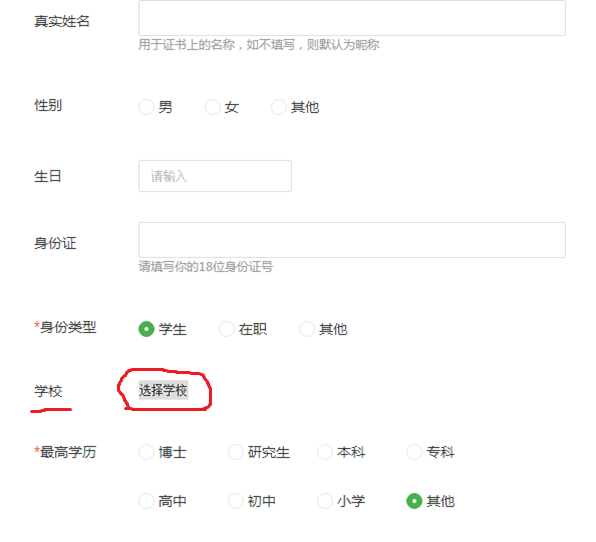 真实姓名
用于证书上的名称，如不填写，则默认为昵称
性别 男 女 其他
生日 请输入
身份证
请填写你的18位身份证号
*身份类型 学生 在职 其他
学校 选择学校
*最高学历 博士 研究生 本科 专科
高中 初中 小学 其他